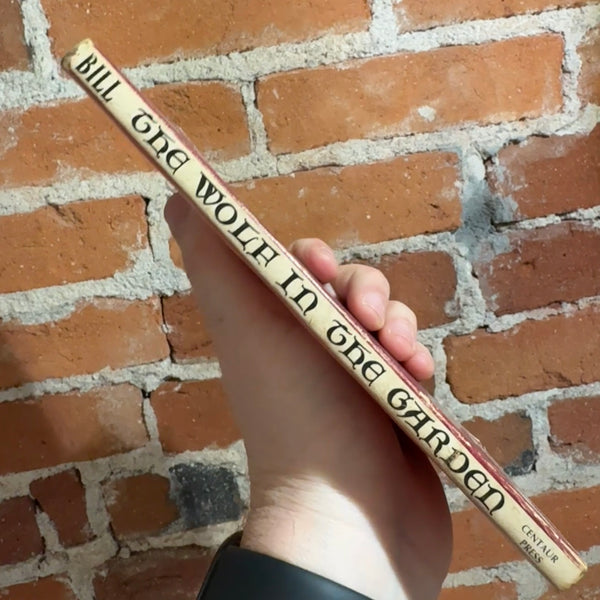 BILL THE WOLF IN THE GARDEN
CENTAUR
PRESS